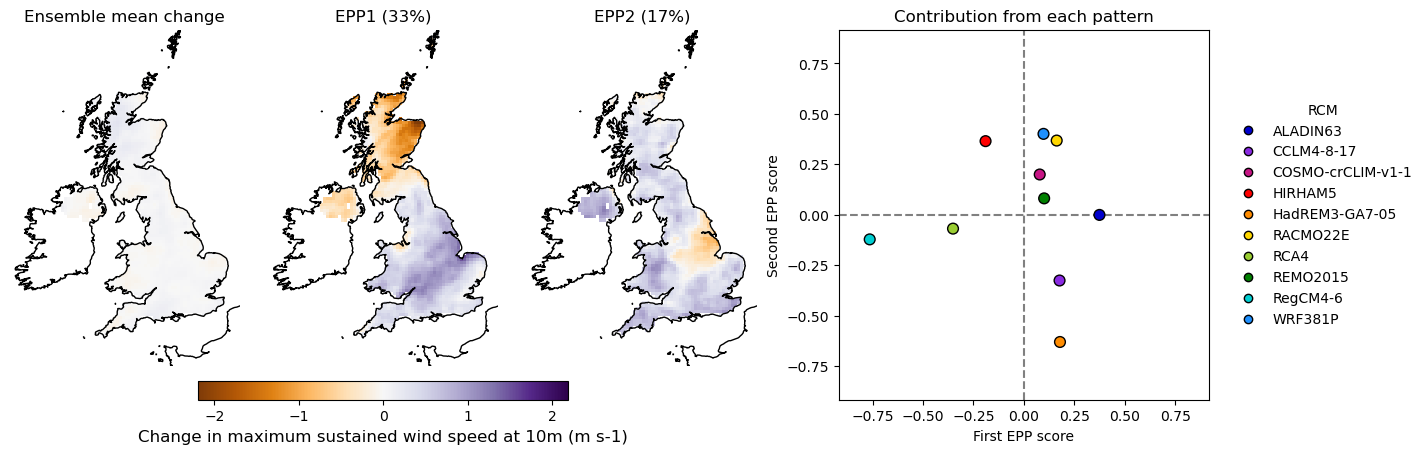 Ensemble mean change
EPP1 (33%)
EPP2 (17%)
−2
−1
0
1
2
Change in maximum sustained wind speed at 10m (m s-1)
Contribution from each pattern
0.75
0.50
0.25
0.00
−0.25
−0.50
−0.75
Second EPP score
−0.75
−0.50
−0.25
0.00
0.25
0.50
0.75
First EPP score
RCM
ALADIN63
CCLM4-8-17
COSMO-crCLIM-v1-1
HIRHAM5
HadREM3-GA7-05
RACMO22E
RCA4
REMO2015
RegCM4-6
WRF381P